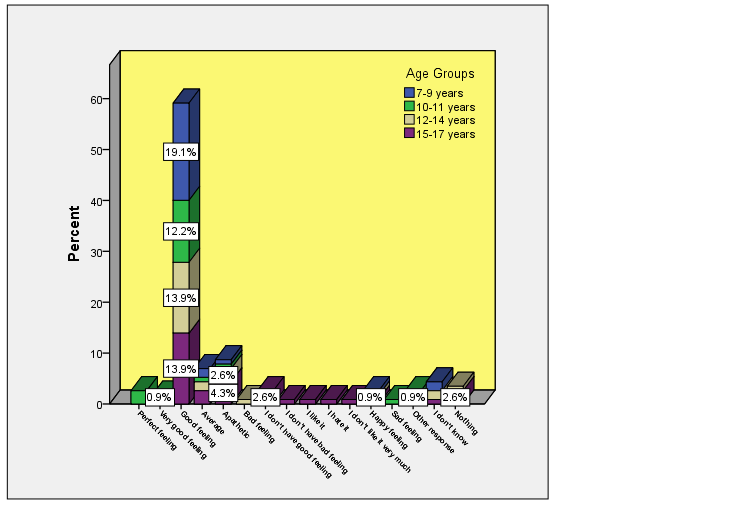 Age Groups
7-9 years
10-11 years
12-14 years
15-17 years
Percent
60
50
40
30
20
10
0
19.1%
12.2%
13.9%
13.9%
2.6%
4.3%
0.9%
2.6%
0.9%
0.9%
2.6%
Perfect feeling
Very good feeling
Good feeling
Average
Apathetic
Bad feeling
I don't have good feeling
I don't have bad feeling
I like it
I hate it
I don't like it very much
Happy feeling
Sad feeling
Other response
I don't know
Nothing